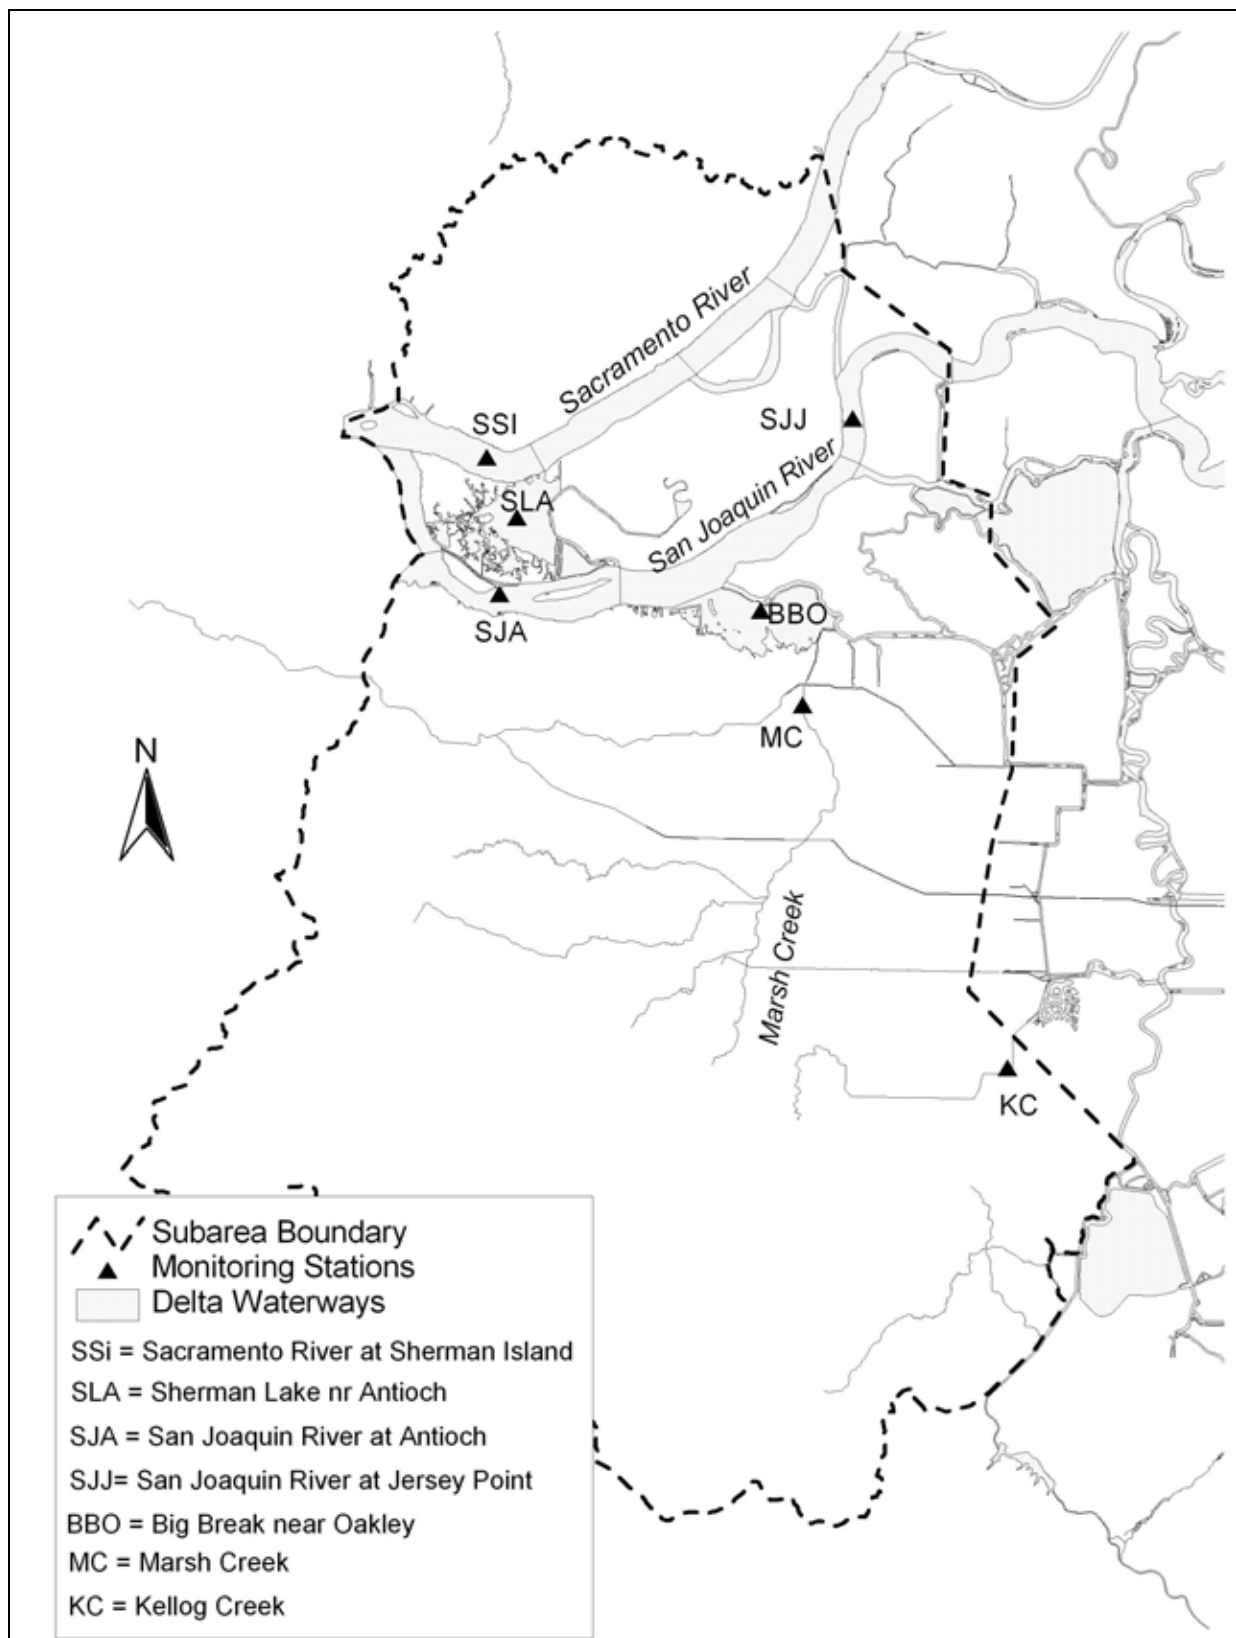 Sacramento River
SSI
SJJ
SLA
San Joaquin River
SJA
BBO
MC
N
Marsh Creek
KC
Subarea Boundary
Monitoring Stations
Delta Waterways
SSi = Sacramento River at Sherman Island
SLA = Sherman Lake nr Antioch
SJA = San Joaquin River at Antioch
SJJ= San Joaquin River at Jersey Point
BBO = Big Break near Oakley
MC = Marsh Creek
KC = Kellog Creek